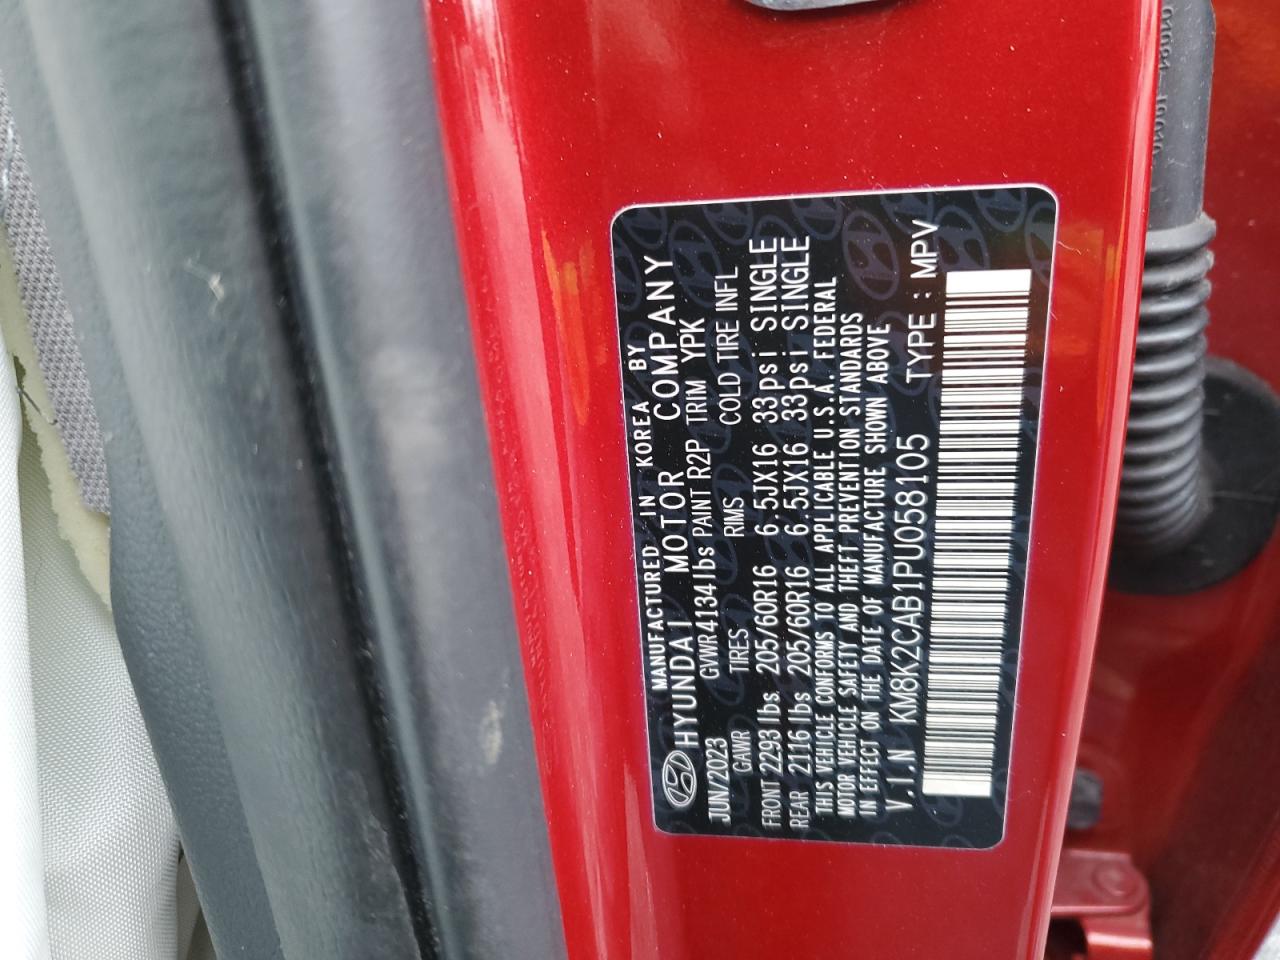 MANUFACTURED IN KOREA BY
HYUNDAI MOTOR COMPANY
JUN/2023 GVWR 4134 lbs PAINT R2P TRIM YPK
GAWR TIRES RIMS COLD TIRE INFL
FRONT 2293 lbs. 205/60R16 6.5JX16 33psi SINGLE
REAR 2116 lbs 205/60R16 6.5JX16 33psi SINGLE
THIS VEHICLE CONFORMS TO ALL APPLICABLE U.S.A. FEDERAL
MOTOR VEHICLE SAFETY AND THEFT PREVENTION STANDARDS
IN EFFECT ON THE DATE OF MANUFACTURE SHOWN ABOVE
V.I.N KM8K2CAB1PU058105 TYPE : MPV